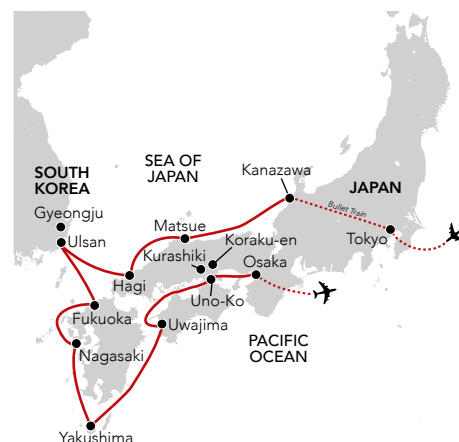 SEA OF
JAPAN
Kanazawa
SOUTH
KOREA
JAPAN
Bullet Train
Gyeongju
Matsue
Koraku-en
Tokyo
Ulsan
Kurashiki
Osaka
Hagi
Uno-Ko
Fukuoka
Uwajima
PACIFIC
OCEAN
Nagasaki
Yakushima